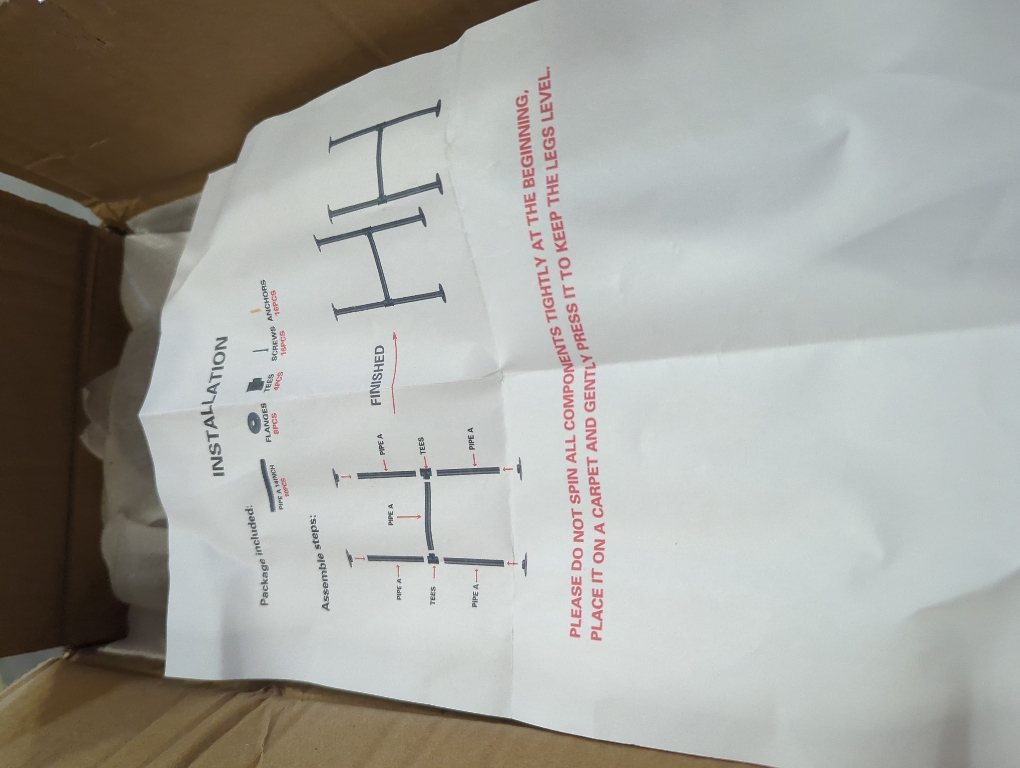 INSTALLATION
Package included:
PIPE A 14INCH
10PCS
FLANGES
8PCS
TEES
4PCS
SCREWS
16PCS
ANCHORS
16PCS
Assemble steps:
PIPE A
PIPE A
PIPE A
TEES
TEES
PIPE A
PIPE A
FINISHED
PLEASE DO NOT SPIN ALL COMPONENTS TIGHTLY AT THE BEGINNING,
PLACE IT ON A CARPET AND GENTLY PRESS IT TO KEEP THE LEGS LEVEL.